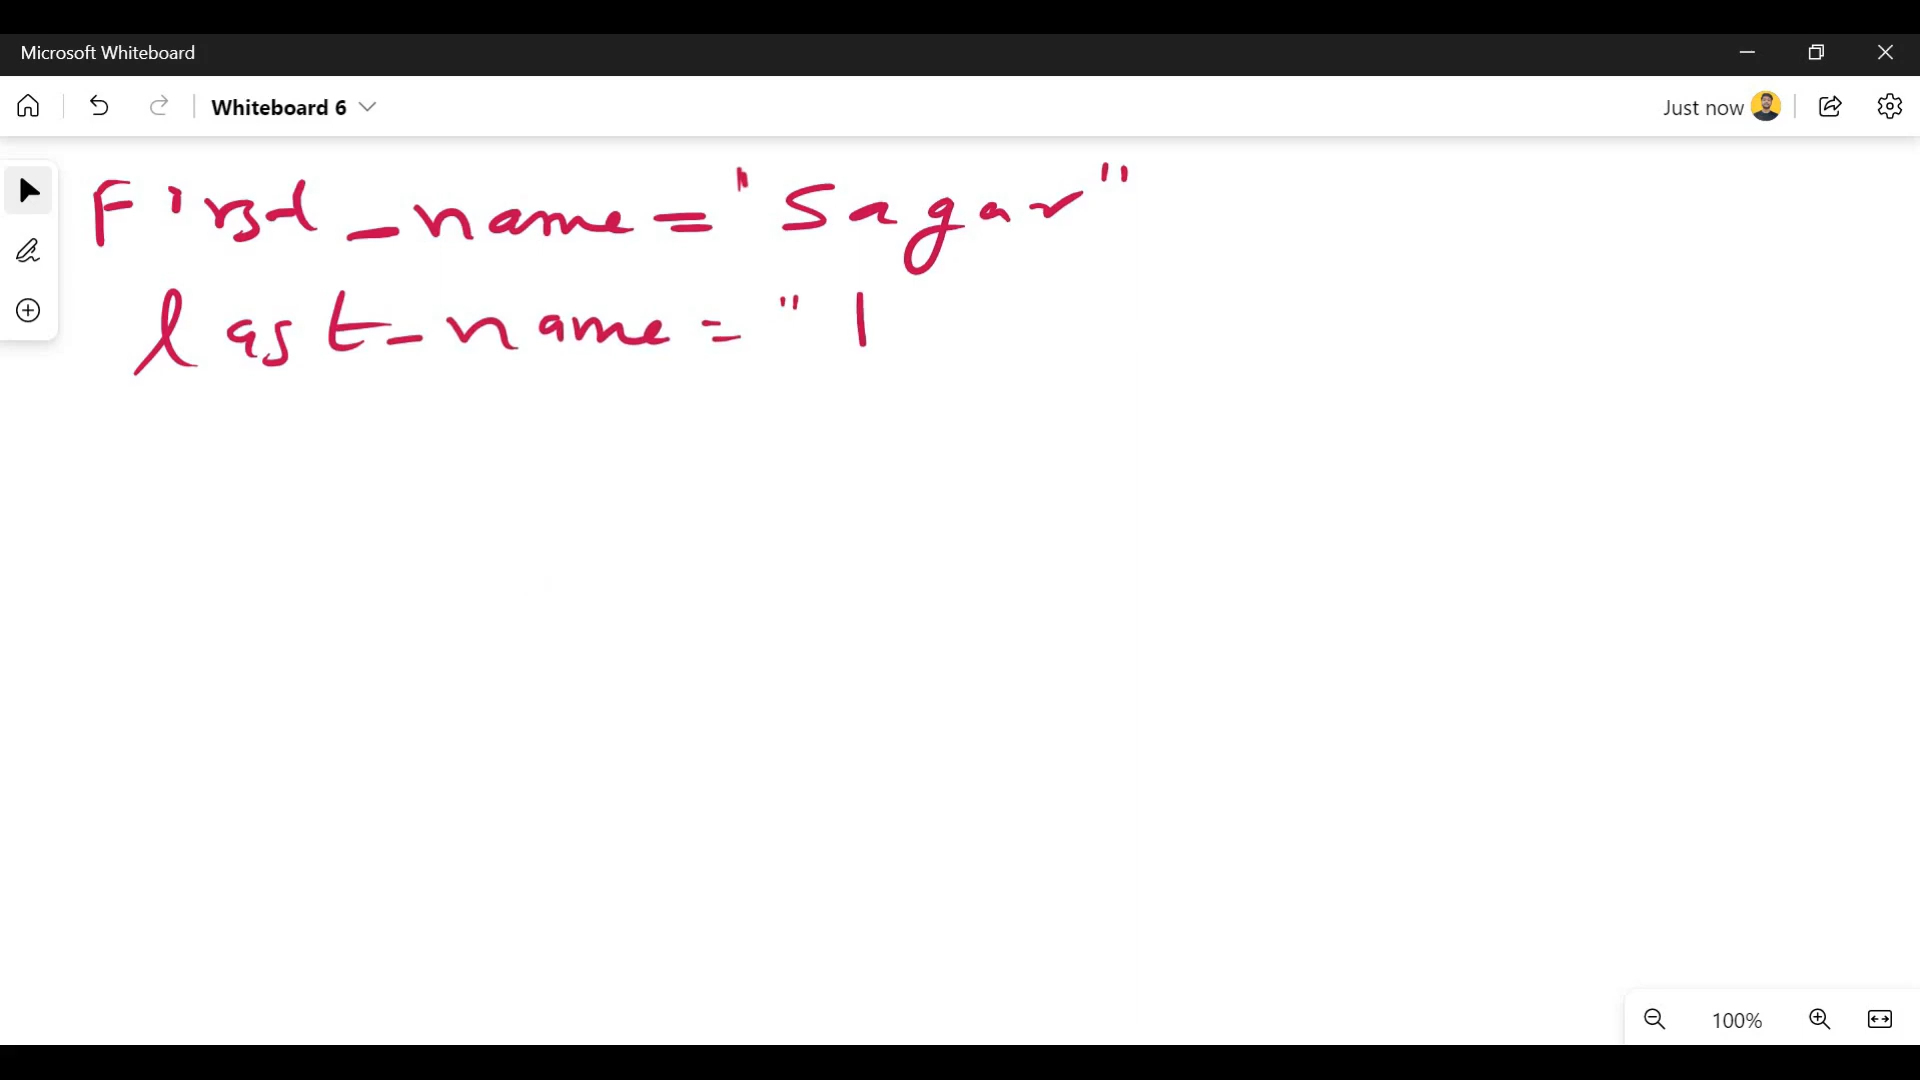 Microsoft Whiteboard
Whiteboard 6
Just now
First_name = "Sagar"
last_name = "
100%